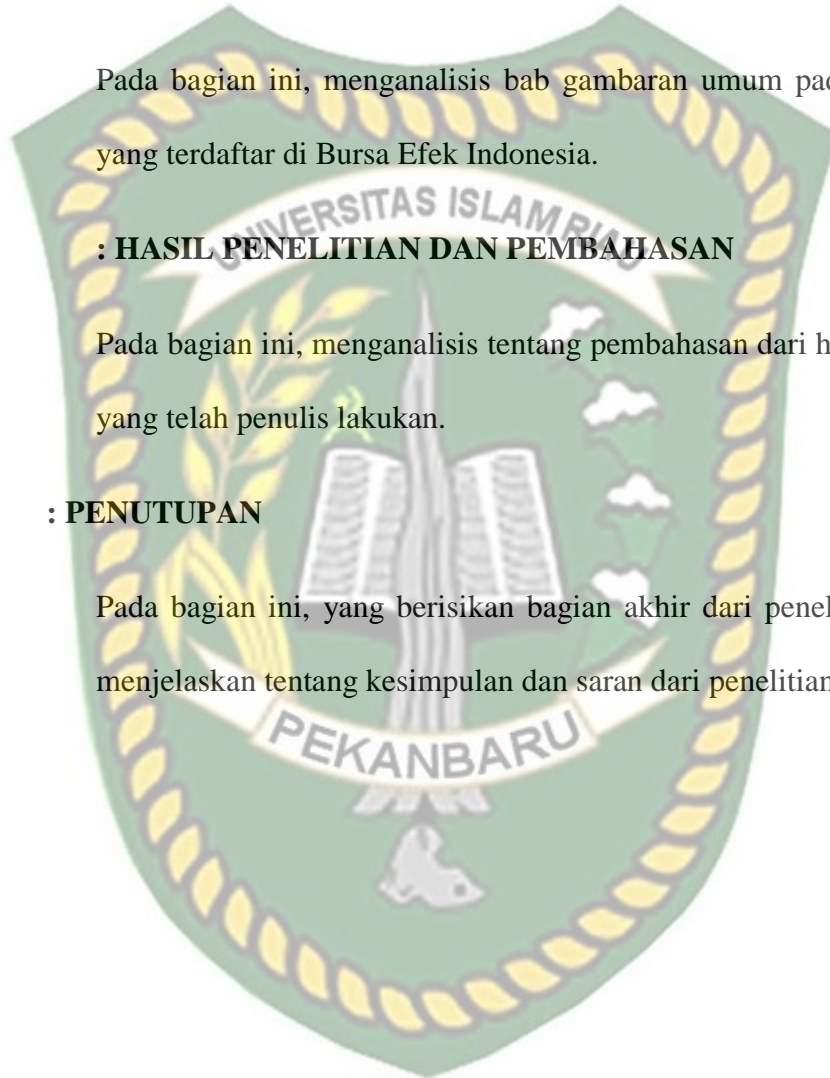 Pada bagian ini, menganalisis bab gambaran umum
yang terdaftar di Bursa Efek Indonesia.
UNIVERSITAS ISLAM RIAU
: HASIL PENELITIAN DAN PEMBAHASAN
Pada bagian ini, menganalisis tentang pembahasan dari
yang telah penulis lakukan.
: PENUTUPAN
Pada bagian ini, yang berisikan bagian akhir dari
menjelaskan tentang kesimpulan dan saran dari penelitian
PEKANBARU